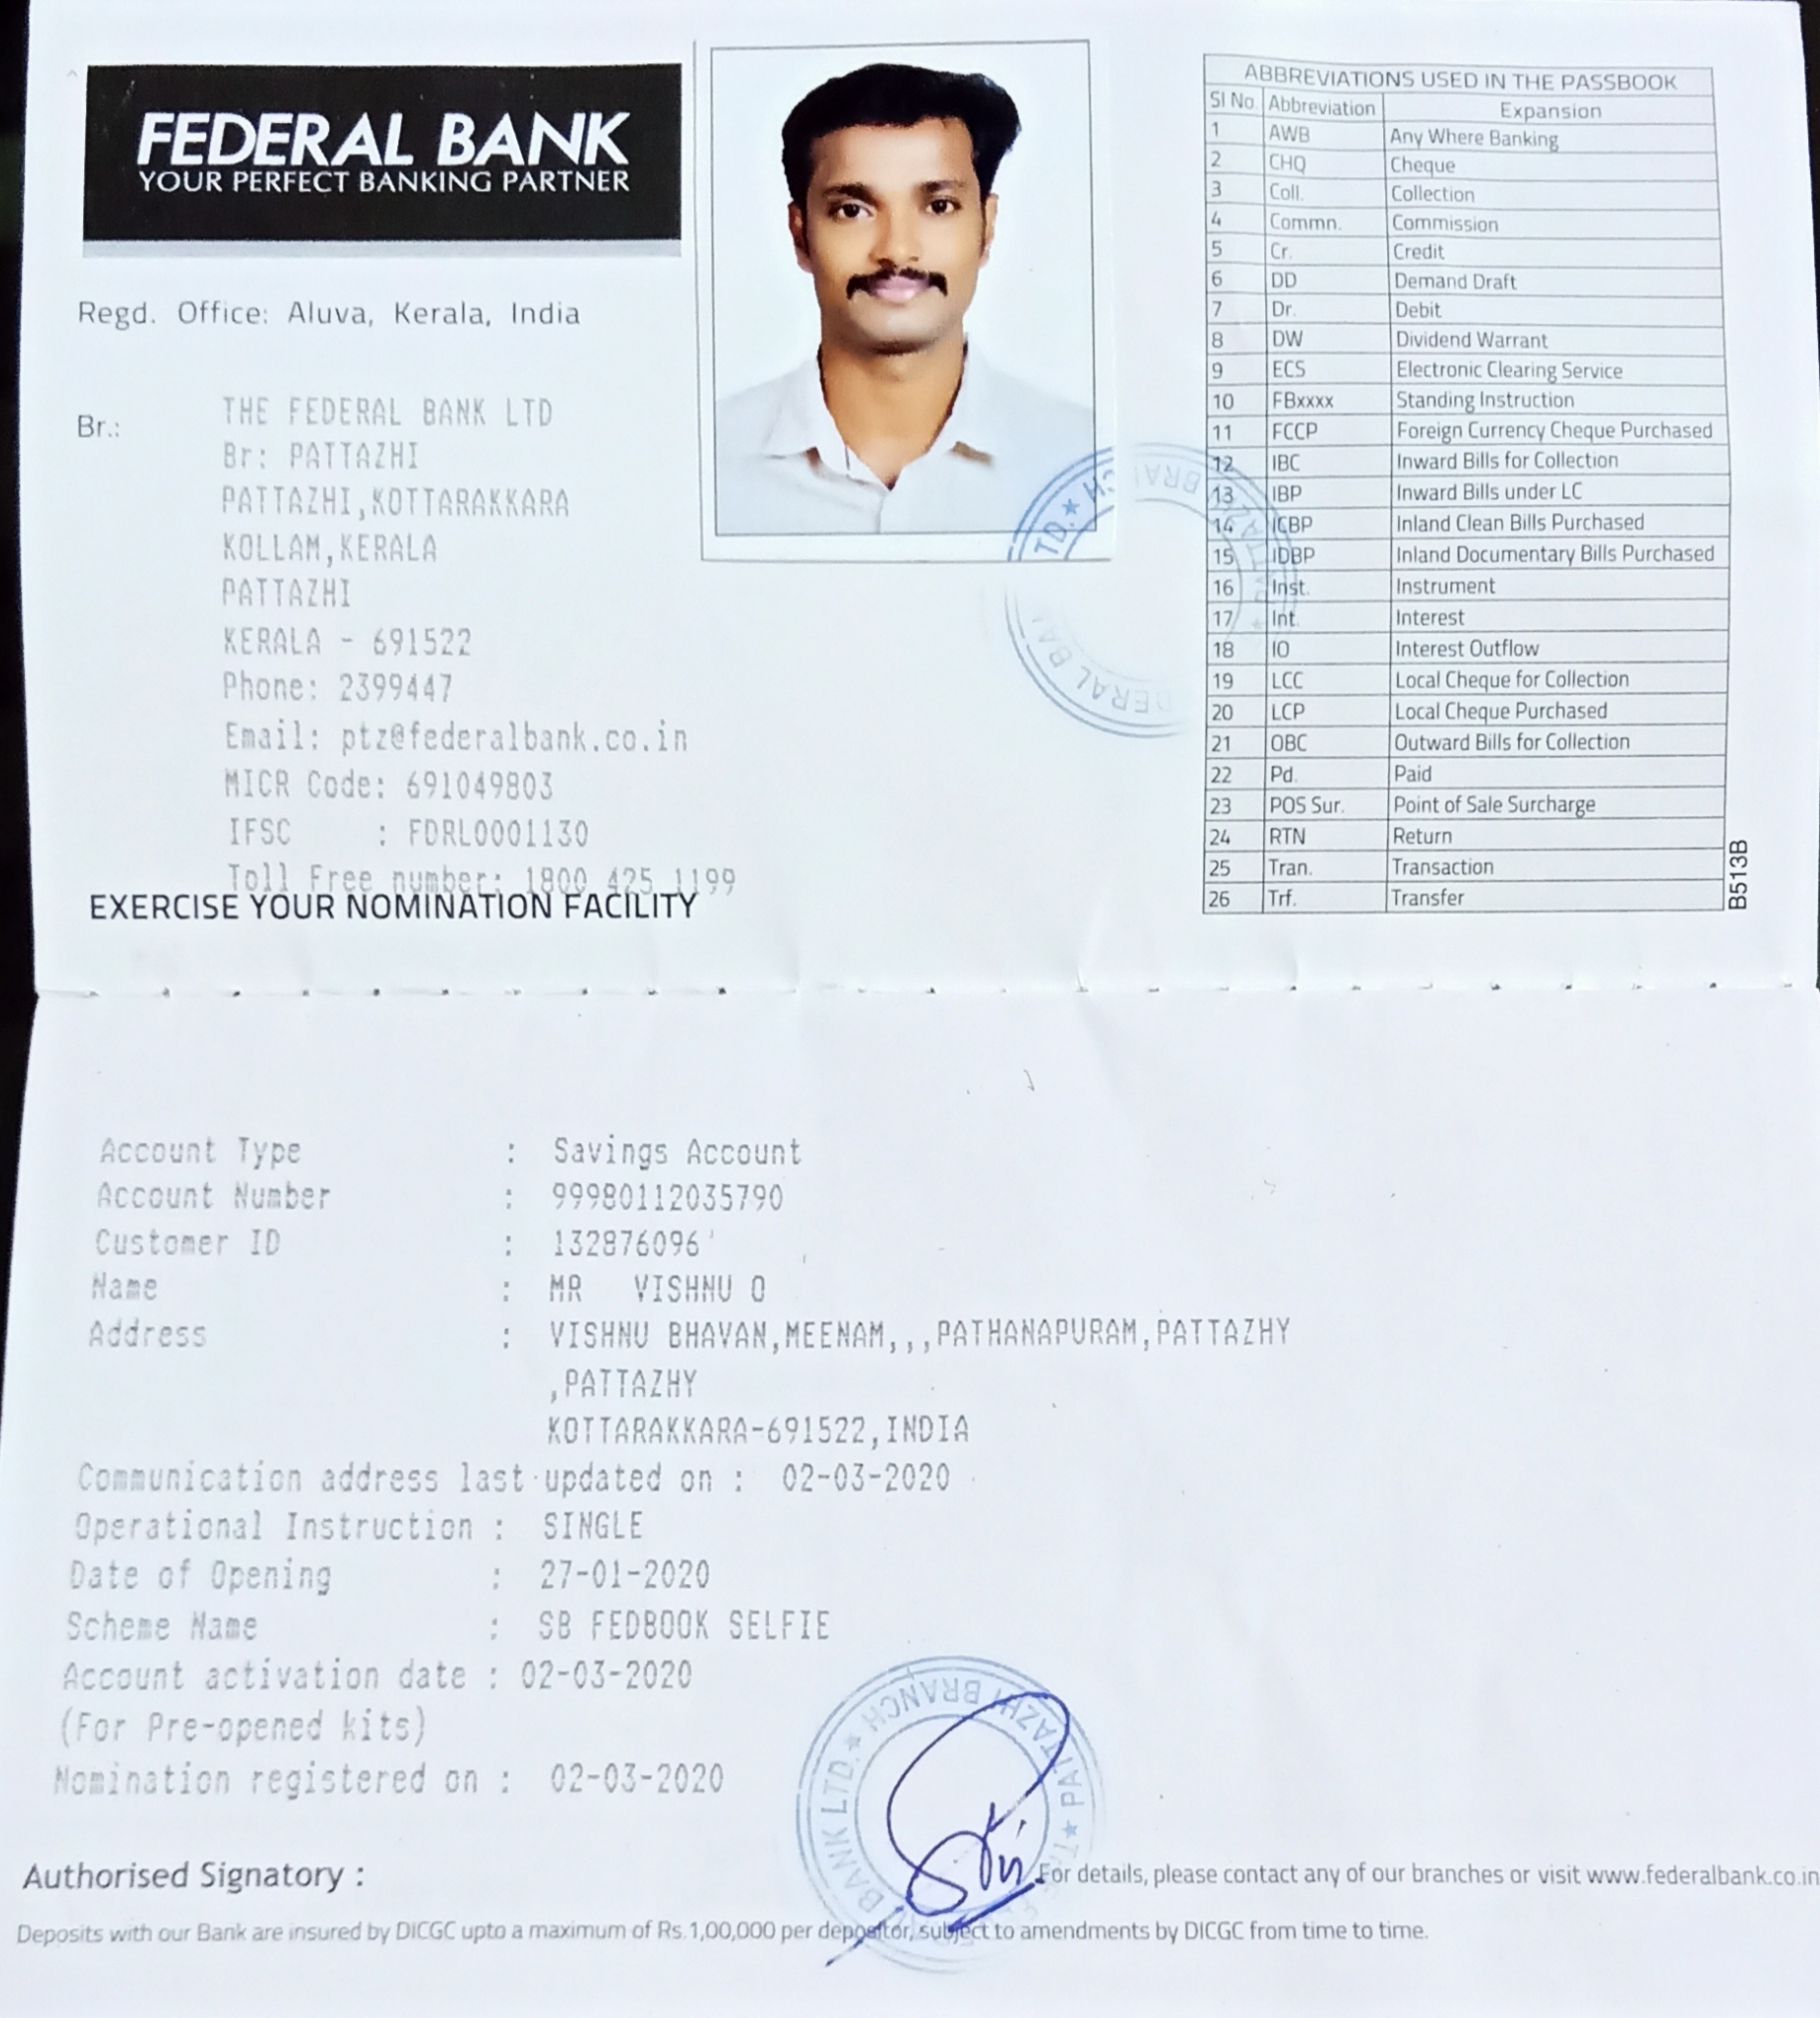 FEDERAL BANK
YOUR PERFECT BANKING PARTNER
Regd. Office: Aluva, Kerala, India
Br.: THE FEDERAL BANK LTD
Br: PATTAZHI
PATTAZHI,KOTTARAKKARA
KOLLAM,KERALA
PATTAZHI
KERALA - 691522
Phone: 2399447
Email: ptz@federalbank.co.in
MICR Code: 691049803
IFSC : FDRL0001130
Toll Free number: 1800 425 1199
EXERCISE YOUR NOMINATION FACILITY
ABBREVIATIONS USED IN THE PASSBOOK
Sl No. Abbreviation Expansion
1 AWB Any Where Banking
2 CHQ Cheque
3 Coll. Collection
4 Commn. Commission
5 Cr. Credit
6 DD Demand Draft
7 Dr. Debit
8 DW Dividend Warrant
9 ECS Electronic Clearing Service
10 FBxxxx Standing Instruction
11 FCCP Foreign Currency Cheque Purchased
12 IBC Inward Bills for Collection
13 IBP Inward Bills under LC
14 ICBP Inland Clean Bills Purchased
15 IDBP Inland Documentary Bills Purchased
16 Inst. Instrument
17 Int. Interest
18 IO Interest Outflow
19 LCC Local Cheque for Collection
20 LCP Local Cheque Purchased
21 OBC Outward Bills for Collection
22 Pd. Paid
23 POS Sur. Point of Sale Surcharge
24 RTN Return
25 Tran. Transaction
26 Trf. Transfer
B513B
Account Type : Savings Account
Account Number : 99980112035790
Customer ID : 132876096
Name : MR VISHNU O
Address : VISHNU BHAVAN,MEENAM,,,PATHANAPURAM,PATTAZHY
,PATTAZHY
KOTTARAKKARA-691522,INDIA
Communication address last updated on : 02-03-2020
Operational Instruction : SINGLE
Date of Opening : 27-01-2020
Scheme Name : SB FEDBOOK SELFIE
Account activation date : 02-03-2020
(For Pre-opened kits)
Nomination registered on : 02-03-2020
BANK LTD. ★ PATTAZHI BRANCH ★
Authorised Signatory :
For details, please contact any of our branches or visit www.federalbank.co.in
Deposits with our Bank are insured by DICGC upto a maximum of Rs.1,00,000 per depositor, subject to amendments by DICGC from time to time.